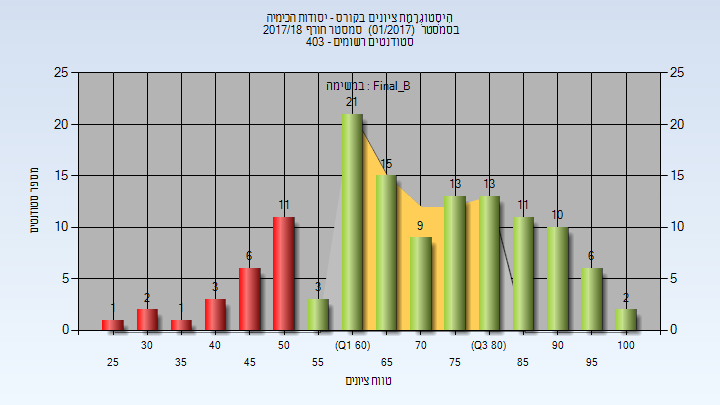 היסטוגרמת ציונים בקורס - יסודות הכימיה
בסמסטר (01/2017) סמסטר חורף 2017/18
סטודנטים רשומים - 403
במשימה : Final_B
25 25
20 20
15 15
10 10
5 5
0 0
מספר סטודנטים
1 2 1 3 6 11 3 21 15 9 13 13 11 10 6 2
30 40 50 (Q1 60) 70 (Q3 80) 90 100
25 35 45 55 65 75 85 95
טווח ציונים